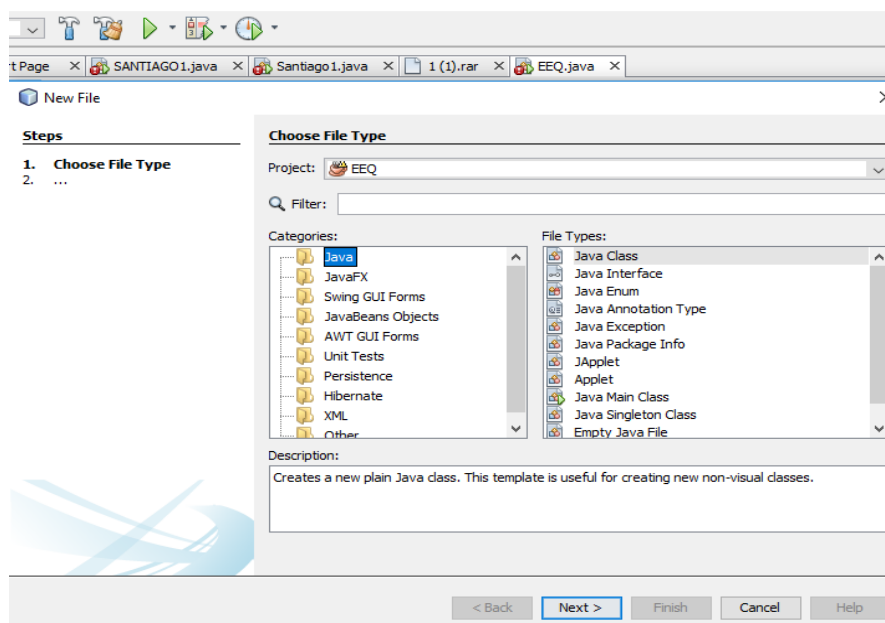 t Page SANTIAGO1.java Santiago1.java 1 (1).rar EEQ.java
New File
Steps
1. Choose File Type
2. ...
Choose File Type
Project: EEQ
Filter:
Categories:
Java
JavaFX
Swing GUI Forms
JavaBeans Objects
AWT GUI Forms
Unit Tests
Persistence
Hibernate
XML
Other
File Types:
Java Class
Java Interface
Java Enum
Java Annotation Type
Java Exception
Java Package Info
JApplet
Applet
Java Main Class
Java Singleton Class
Empty Java File
Description:
Creates a new plain Java class. This template is useful for creating new non-visual classes.
< Back Next > Finish Cancel Help